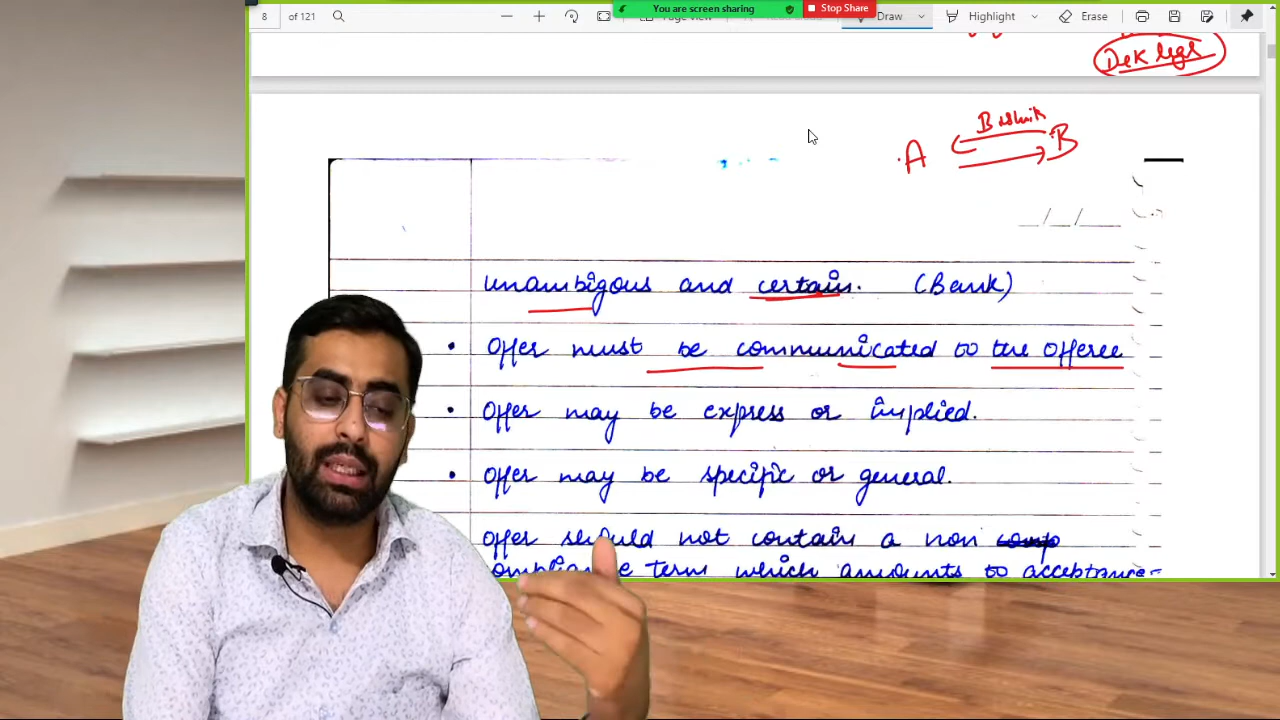 8 of 121
You are screen sharing
Stop Share
Draw
Highlight
Erase
A
B
unambigous and certain. (Bank)
• offer must be communicated to the offeree
• offer may be express or implied.
• offer may be specific or general.
offer should not contain a non
term which amounts to acceptance